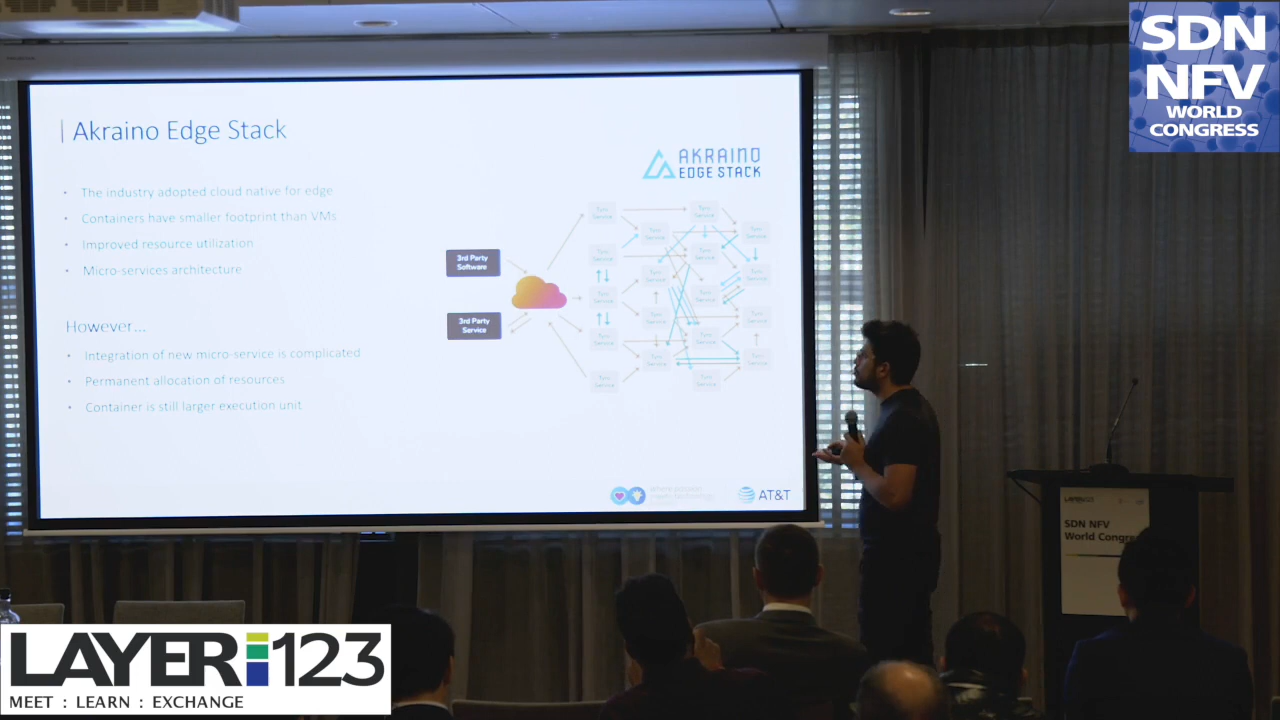 SDN
NFV
WORLD
CONGRESS
Akraino Edge Stack
AKRAINO
EDGE STACK
• The industry adopted cloud native for edge
• Containers have smaller footprint than VMs
• Improved resource utilization
• Micro-services architecture
3rd Party
Software
3rd Party
Service
However...
• Integration of new micro-service is complicated
• Permanent allocation of resources
• Container is still larger execution unit
AT&T
LAYER123
SDN NFV
World Congre
LAYER 123
MEET : LEARN : EXCHANGE